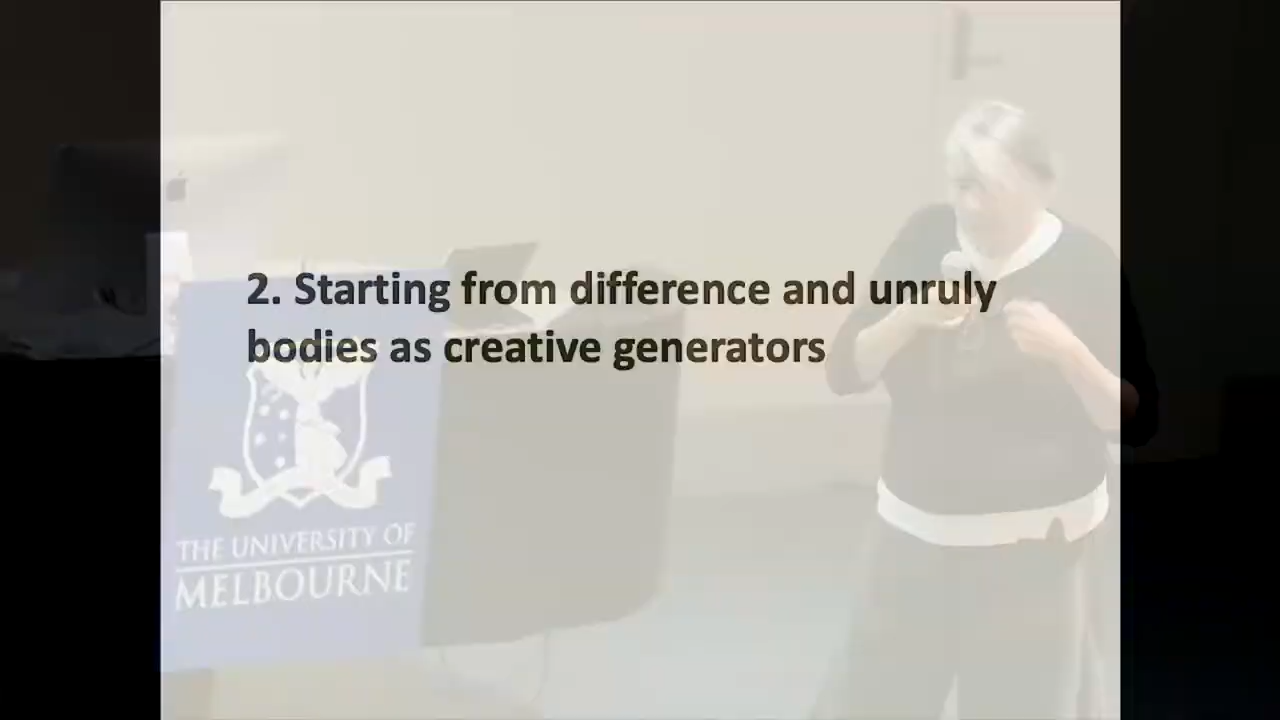 2. Starting from difference and unruly
bodies as creative generators
THE UNIVERSITY OF
MELBOURNE